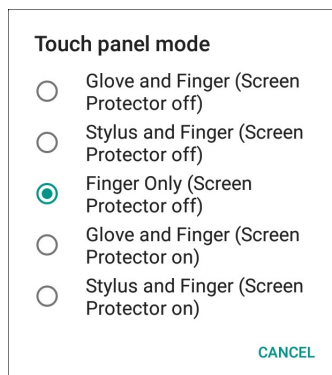 Touch panel mode
Glove and Finger (Screen
Protector off)
Stylus and Finger (Screen
Protector off)
Finger Only (Screen
Protector off)
Glove and Finger (Screen
Protector on)
Stylus and Finger (Screen
Protector on)
CANCEL